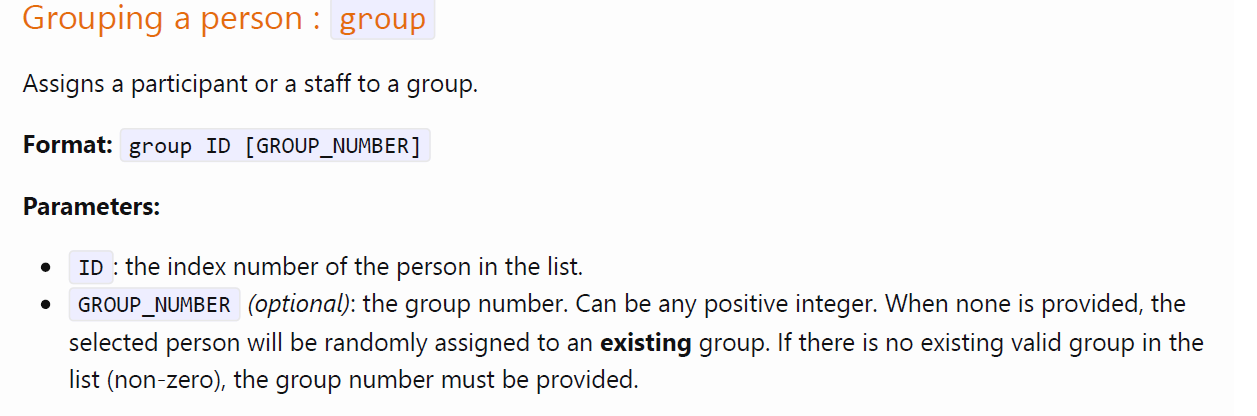 Grouping a person : group
Assigns a participant or a staff to a group.
Format: group ID [GROUP_NUMBER]
Parameters:
• ID : the index number of the person in the list.
• GROUP_NUMBER (optional): the group number. Can be any positive integer. When none is provided, the
selected person will be randomly assigned to an existing group. If there is no existing valid group in the
list (non-zero), the group number must be provided.